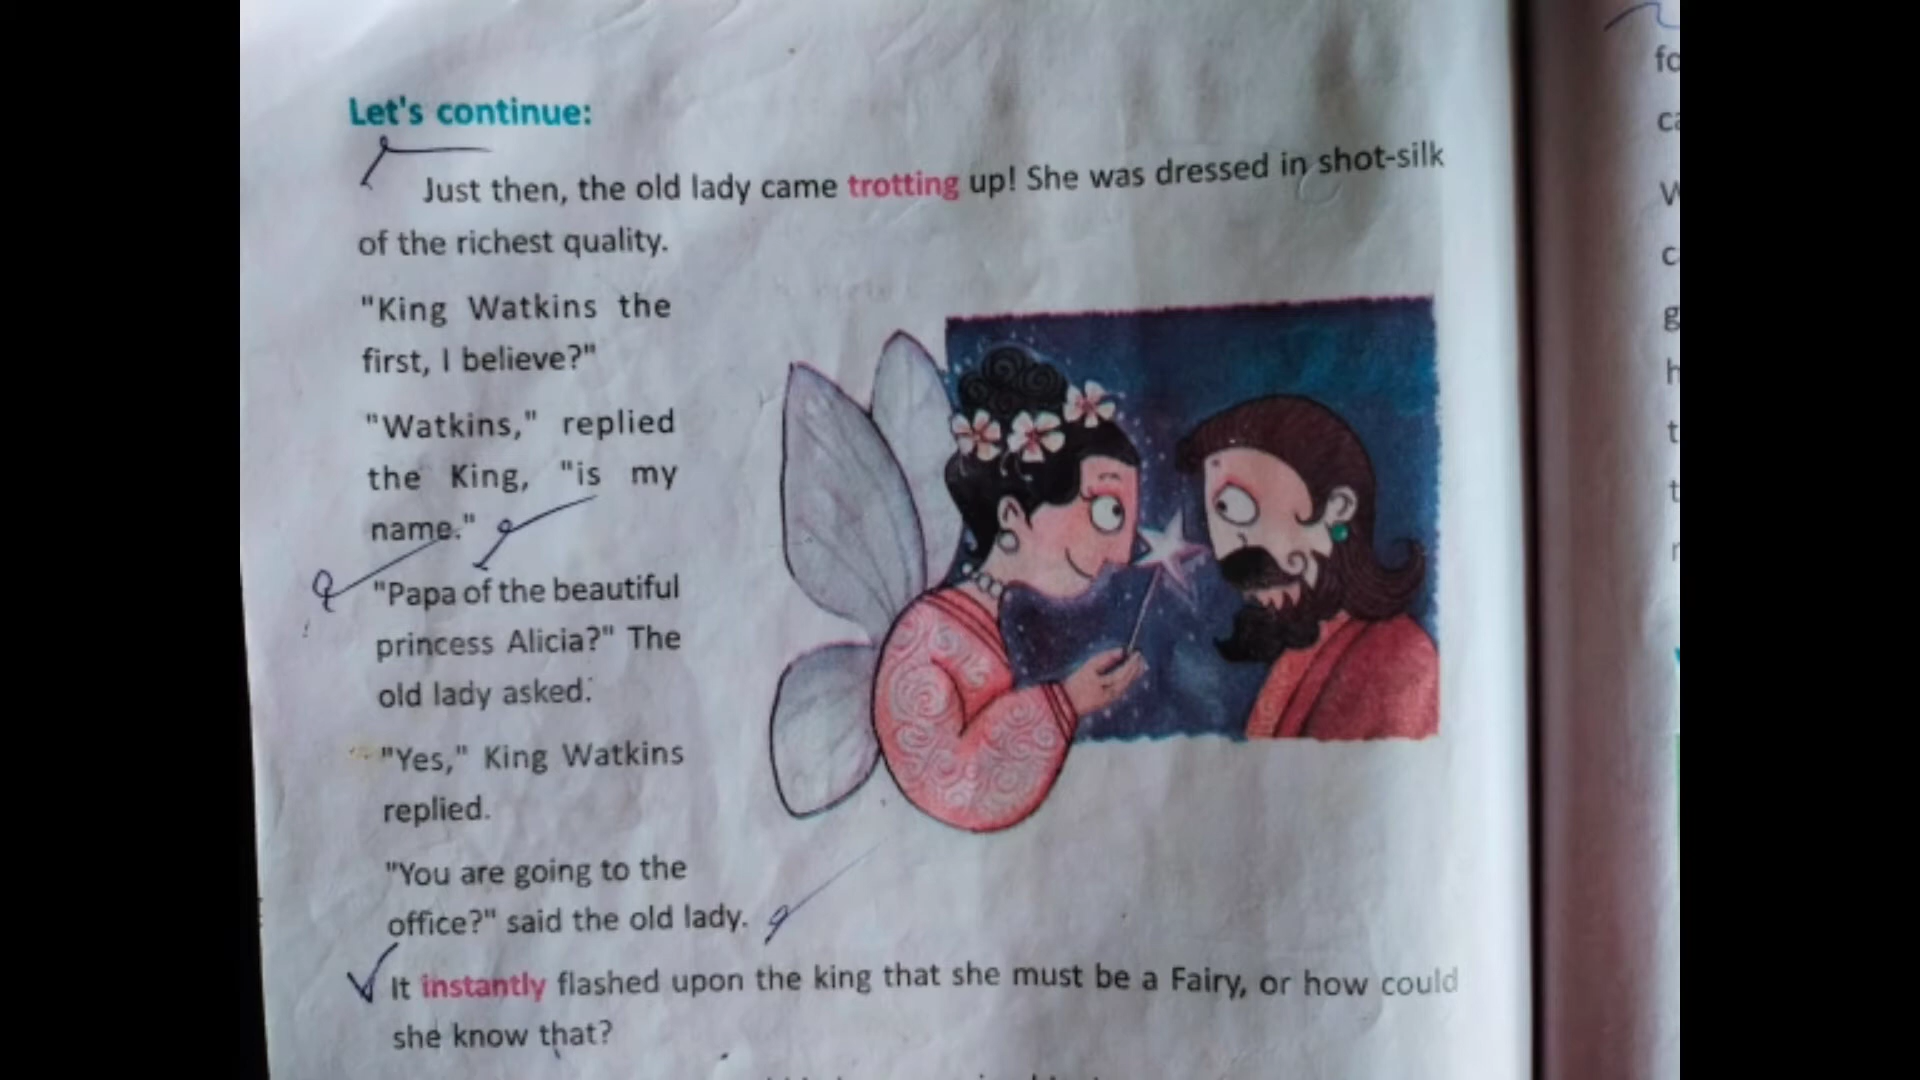 Let's continue:
Just then, the old lady came trotting up! She was dressed in shot-silk
of the richest quality.
"King Watkins the
first, I believe?"
"Watkins," replied
the King, "is my
name."
"Papa of the beautiful
princess Alicia?" The
old lady asked.
"Yes," King Watkins
replied.
"You are going to the
office?" said the old lady.
It instantly flashed upon the king that she must be a Fairy, or how could
she know that?